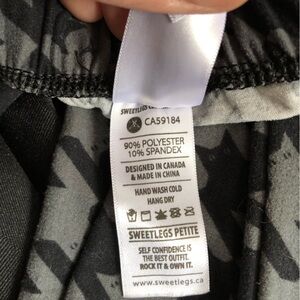 CA59184
90% POLYESTER
10% SPANDEX
DESIGNED IN CANADA
& MADE IN CHINA
HAND WASH COLD
HANG DRY
SWEETLEGS PETITE
SELF CONFIDENCE IS
THE BEST OUTFIT.
ROCK IT & OWN IT.
www.sweetlegs.ca